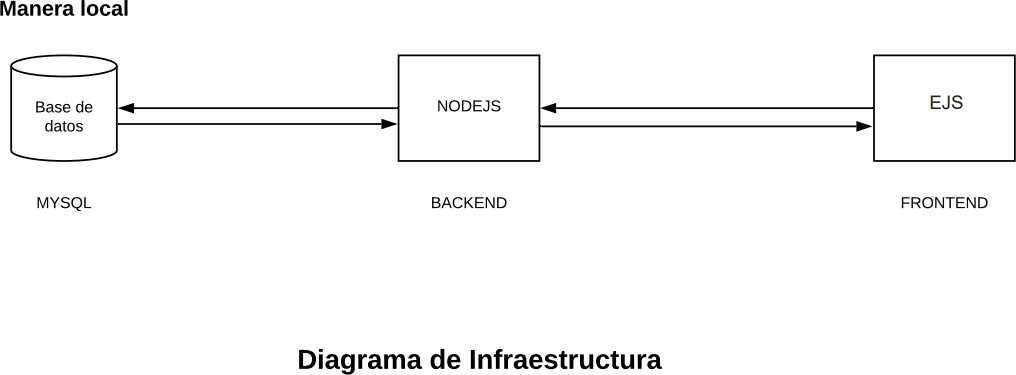 Manera local
Base de
datos
NODEJS
EJS
MYSQL
BACKEND
FRONTEND
Diagrama de Infraestructura